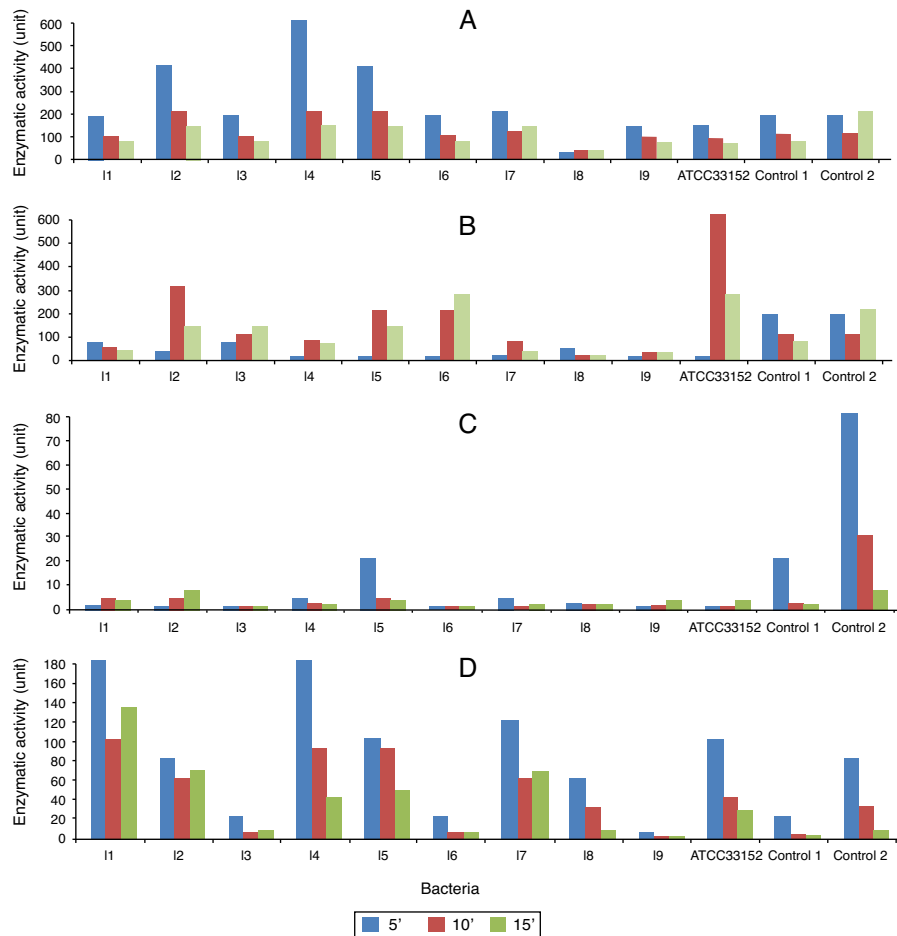 A
Enzymatic activity (unit)
600
500
400
300
200
100
0
I1 I2 I3 I4 I5 I6 I7 I8 I9 ATCC33152 Control 1 Control 2
B
Enzymatic activity (unit)
600
500
400
300
200
100
0
I1 I2 I3 I4 I5 I6 I7 I8 I9 ATCC33152 Control 1 Control 2
C
Enzymatic activity (unit)
80
70
60
50
40
30
20
10
0
I1 I2 I3 I4 I5 I6 I7 I8 I9 ATCC33152 Control 1 Control 2
D
Enzymatic activity (unit)
180
160
140
120
100
80
60
40
20
0
I1 I2 I3 I4 I5 I6 I7 I8 I9 ATCC33152 Control 1 Control 2
Bacteria
5' 10' 15'